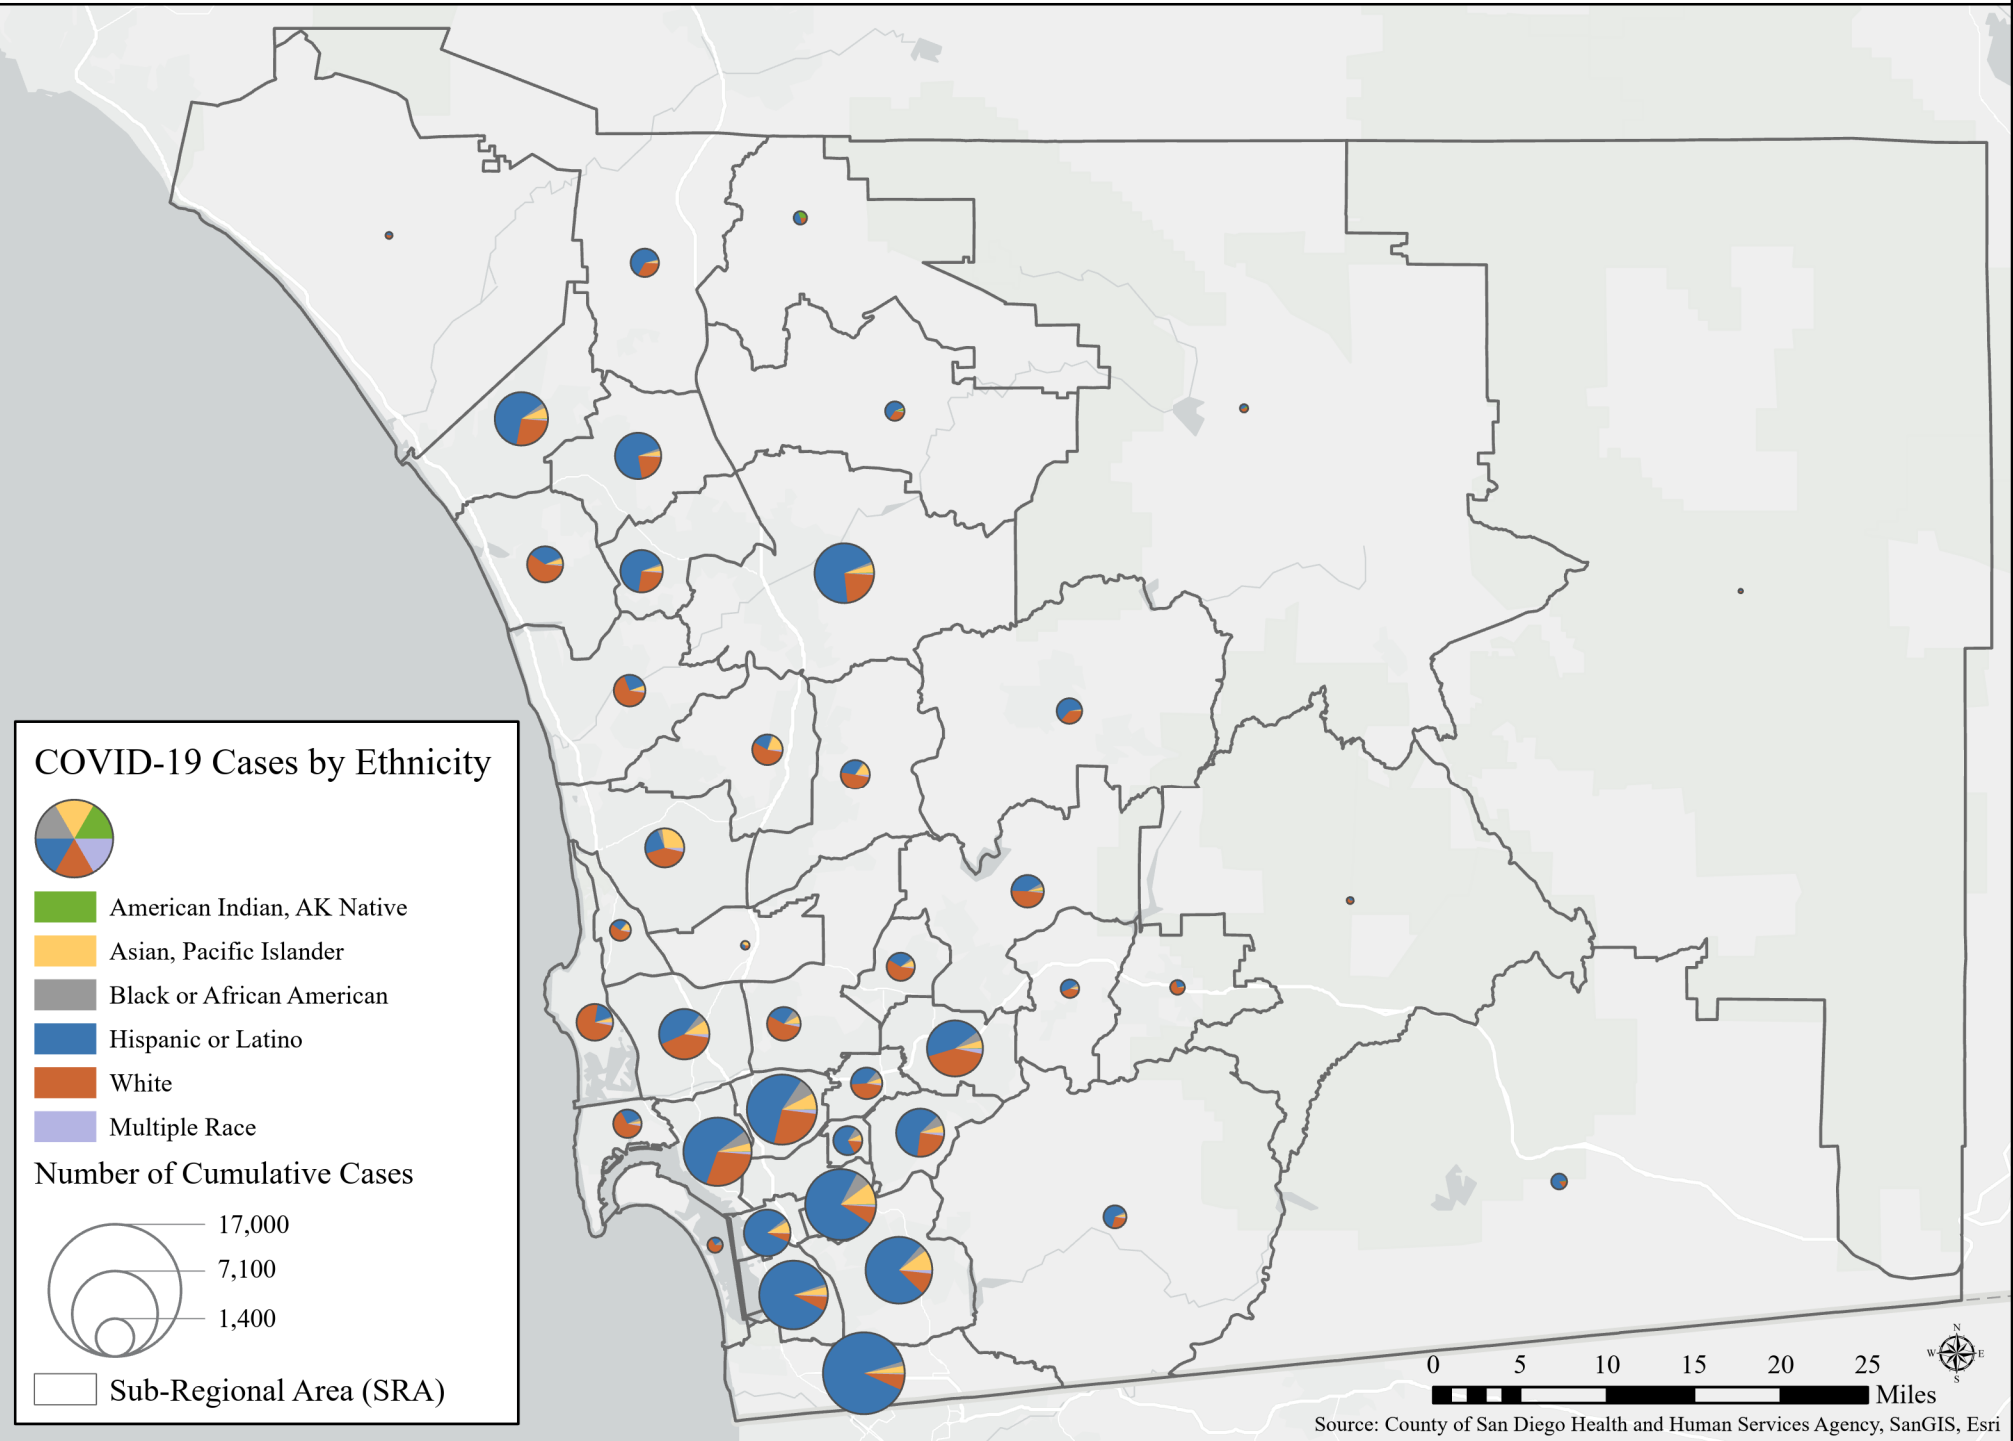 COVID-19 Cases by Ethnicity
American Indian, AK Native
Asian, Pacific Islander
Black or African American
Hispanic or Latino
White
Multiple Race
Number of Cumulative Cases
17,000
7,100
1,400
Sub-Regional Area (SRA)
N
W E
S
0 5 10 15 20 25
Miles
Source: County of San Diego Health and Human Services Agency, SanGIS, Esri